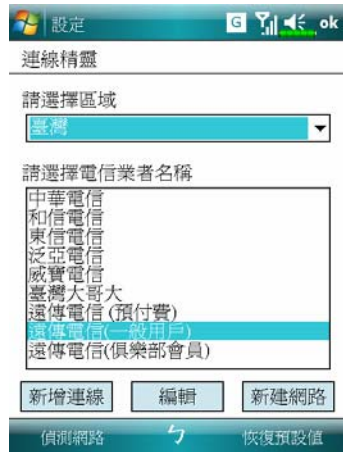 設定 G ok
連線精靈
請選擇區域
臺灣
請選擇電信業者名稱
中華電信
和信電信
東信電信
泛亞電信
威寶電信
臺灣大哥大
遠傳電信 (預付費)
遠傳電信(一般用戶)
遠傳電信(俱樂部會員)
新增連線 編輯 新建網路
偵測網路 ㄅ 恢復預設值